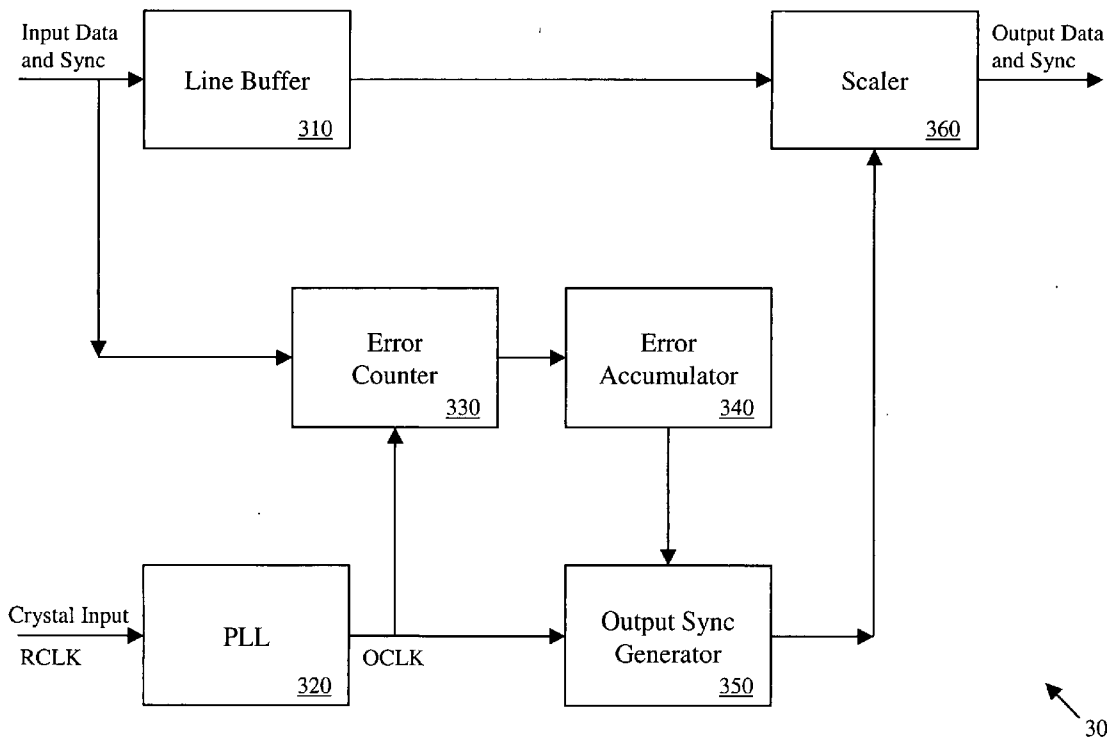 Input Data
and Sync
Line Buffer
310
Scaler
360
Output Data
and Sync
Error
Counter
330
Error
Accumulator
340
Crystal Input
RCLK
PLL
320
OCLK
Output Sync
Generator
350
30